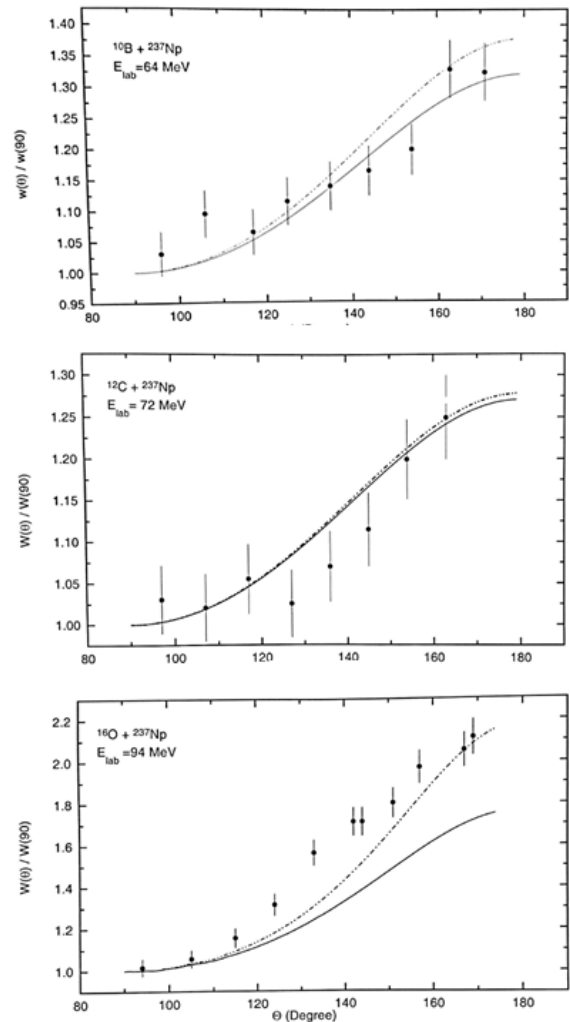 w(θ) / w(90)
1.40
1.35
1.30
1.25
1.20
1.15
1.10
1.05
1.00
0.95
¹⁰B + ²³⁷Np
E_lab=64 MeV
80 100 120 140 160 180
W(θ) / W(90)
1.30
1.25
1.20
1.15
1.10
1.05
1.00
¹²C + ²³⁷Np
E_lab= 72 MeV
80 100 120 140 160 180
W(θ) / W(90)
2.2
2.0
1.8
1.6
1.4
1.2
1.0
¹⁶O + ²³⁷Np
E_lab=94 MeV
80 100 120 140 160 180
Θ (Degree)